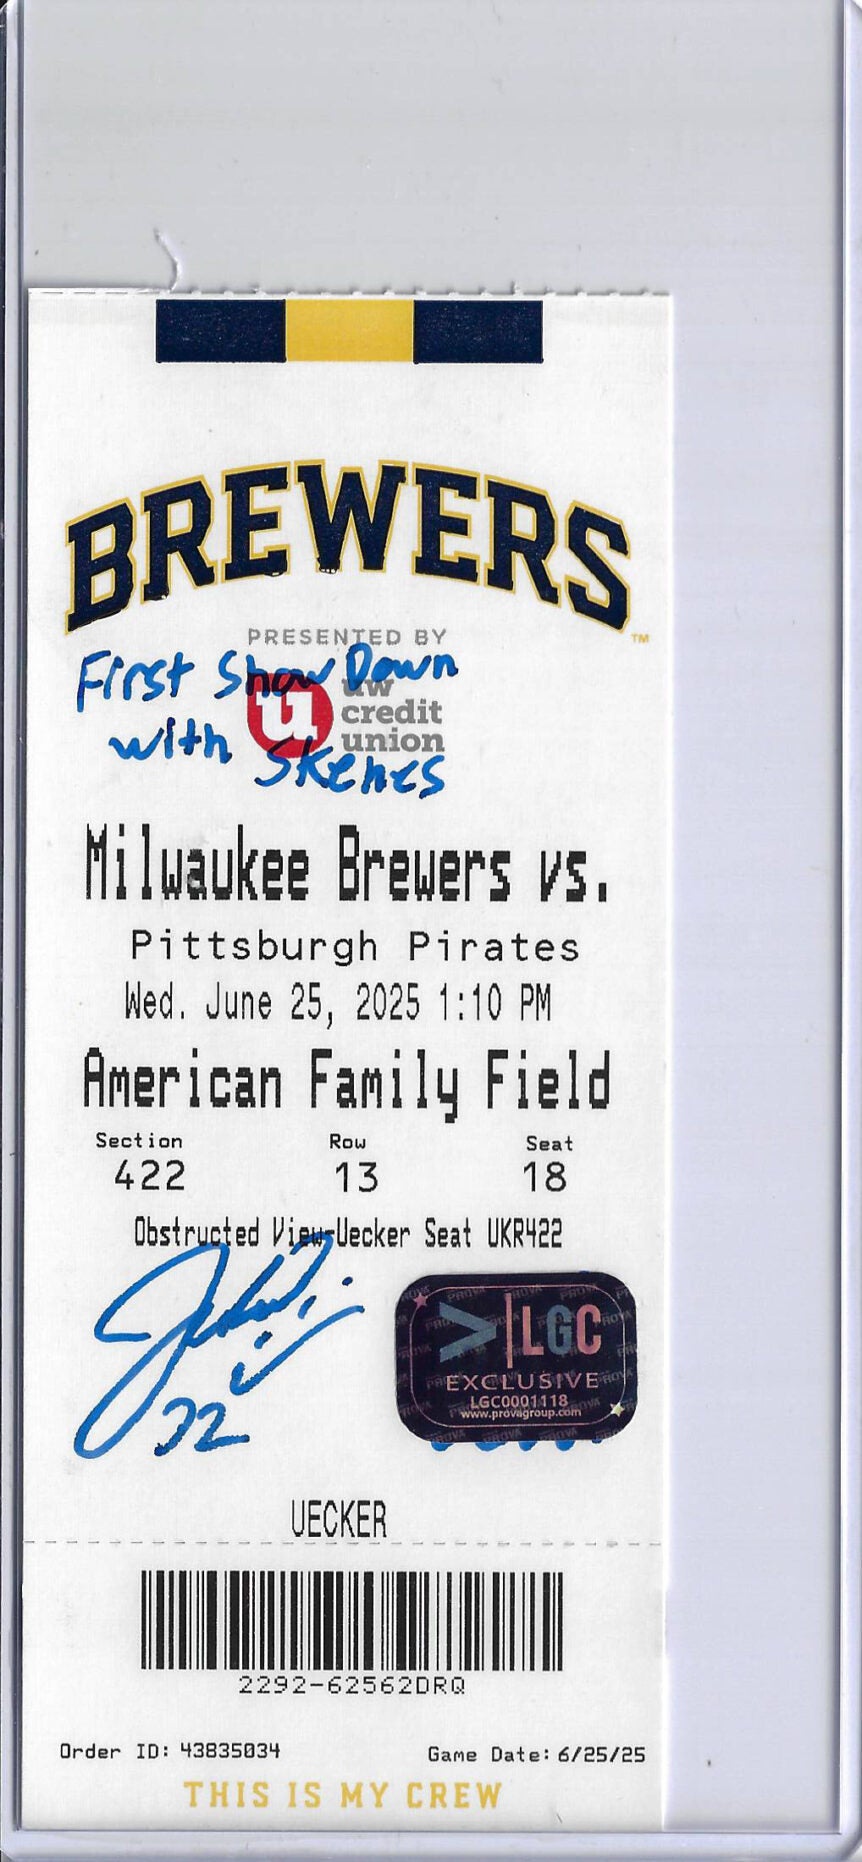 BREWERS™
PRESENTED BY
First Show Down
with Skenes
u uw
credit
union
Milwaukee Brewers vs.
Pittsburgh Pirates
Wed. June 25, 2025 1:10 PM
American Family Field
Section Row Seat
422 13 18
Obstructed View-Uecker Seat UKR422
32
>|LGC
EXCLUSIVE
LGC0001118
www.provagroup.com
UECKER
2292-62562DRQ
Order ID: 43835034 Game Date: 6/25/25
THIS IS MY CREW